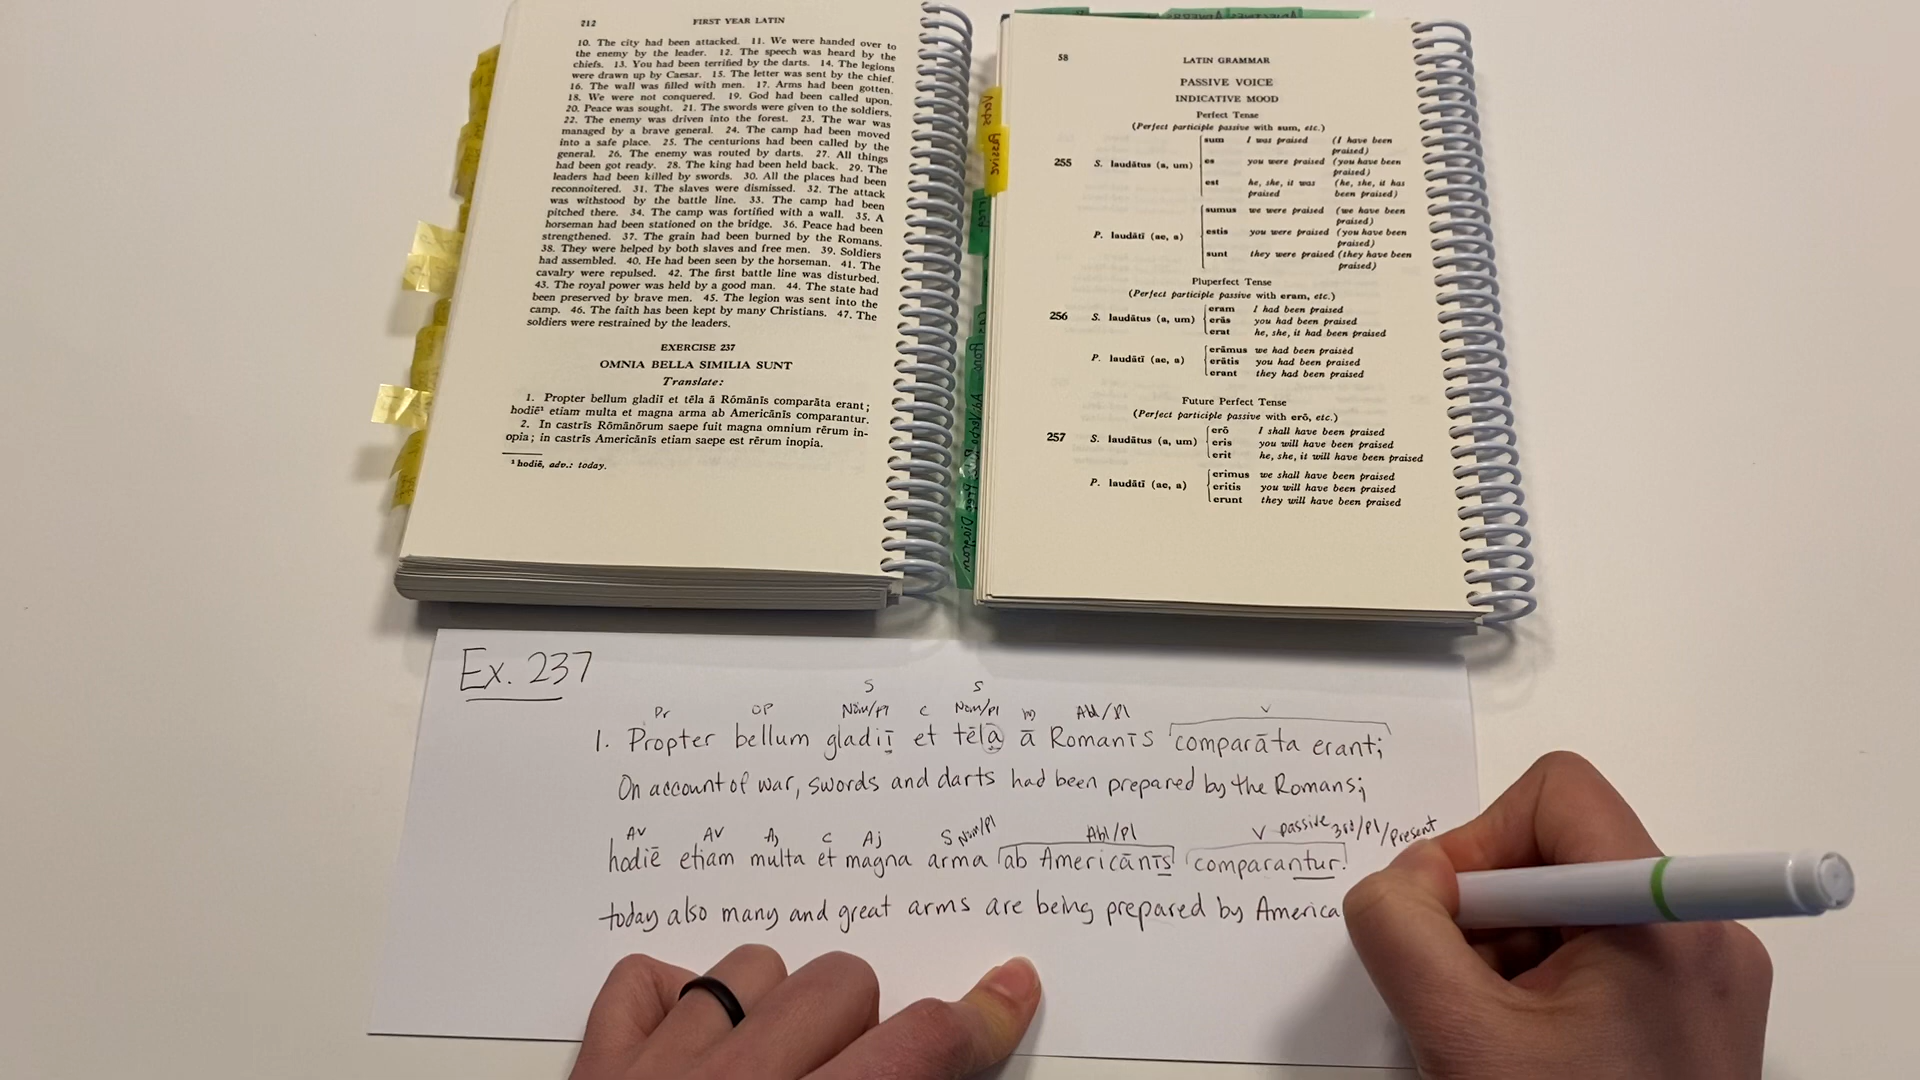 212 FIRST YEAR LATIN
10. The city had been attacked. 11. We were handed over to
the enemy by the leader. 12. The speech was heard by the
chiefs. 13. You had been terrified by the darts. 14. The legions
were drawn up by Caesar. 15. The letter was sent by the chief.
16. The wall was filled with men. 17. Arms had been gotten.
18. We were not conquered. 19. God had been called upon.
20. Peace was sought. 21. The swords were given to the soldiers.
22. The enemy was driven into the forest. 23. The war was
managed by a brave general. 24. The camp had been moved
into a safe place. 25. The centurions had been called by the
general. 26. The enemy was routed by darts. 27. All things
had been got ready. 28. The king had been held back. 29. The
leaders had been killed by swords. 30. All the places had been
reconnoitered. 31. The slaves were dismissed. 32. The attack
was withstood by the battle line. 33. The camp had been
pitched there. 34. The camp was fortified with a wall. 35. A
horseman had been stationed on the bridge. 36. Peace had been
strengthened. 37. The grain had been burned by the Romans.
38. They were helped by both slaves and free men. 39. Soldiers
had assembled. 40. He had been seen by the horseman. 41. The
cavalry were repulsed. 42. The first battle line was disturbed.
43. The royal power was held by a good man. 44. The state had
been preserved by brave men. 45. The legion was sent into the
camp. 46. The faith has been kept by many Christians. 47. The
soldiers were restrained by the leaders.
EXERCISE 237
OMNIA BELLA SIMILIA SUNT
Translate:
1. Propter bellum gladiī et tēla ā Rōmānīs comparāta erant;
hodiē¹ etiam multa et magna arma ab Americānīs comparantur.
2. In castrīs Rōmānōrum saepe fuit magna omnium rērum in-
opia; in castrīs Americānīs etiam saepe est rērum inopia.
¹ hodiē, adv.: today.
58 LATIN GRAMMAR
PASSIVE VOICE
INDICATIVE MOOD
Perfect Tense
(Perfect participle passive with sum, etc.)
255 S. laudātus (a, um)
sum I was praised (I have been praised)
es you were praised (you have been praised)
est he, she, it was praised (he, she, it has been praised)
P. laudātī (ae, a)
sumus we were praised (we have been praised)
estis you were praised (you have been praised)
sunt they were praised (they have been praised)
Pluperfect Tense
(Perfect participle passive with eram, etc.)
256 S. laudātus (a, um)
eram I had been praised
erās you had been praised
erat he, she, it had been praised
P. laudātī (ae, a)
erāmus we had been praised
erātis you had been praised
erant they had been praised
Future Perfect Tense
(Perfect participle passive with erō, etc.)
257 S. laudātus (a, um)
erō I shall have been praised
eris you will have been praised
erit he, she, it will have been praised
P. laudātī (ae, a)
erimus we shall have been praised
eritis you will have been praised
erunt they will have been praised
Ex. 237
S S
Pr OP Nom/pl c Nom/pl Abl/Pl V
1. Propter bellum gladiī et tēla ā Romanīs comparāta erant;
On account of war, swords and darts had been prepared by the Romans;
AV AV Aj C Aj S Nom/Pl Abl/Pl V passive 3rd/Pl/present
hodiē etiam multa et magna arma ab Americānīs comparantur.
today also many and great arms are being prepared by America